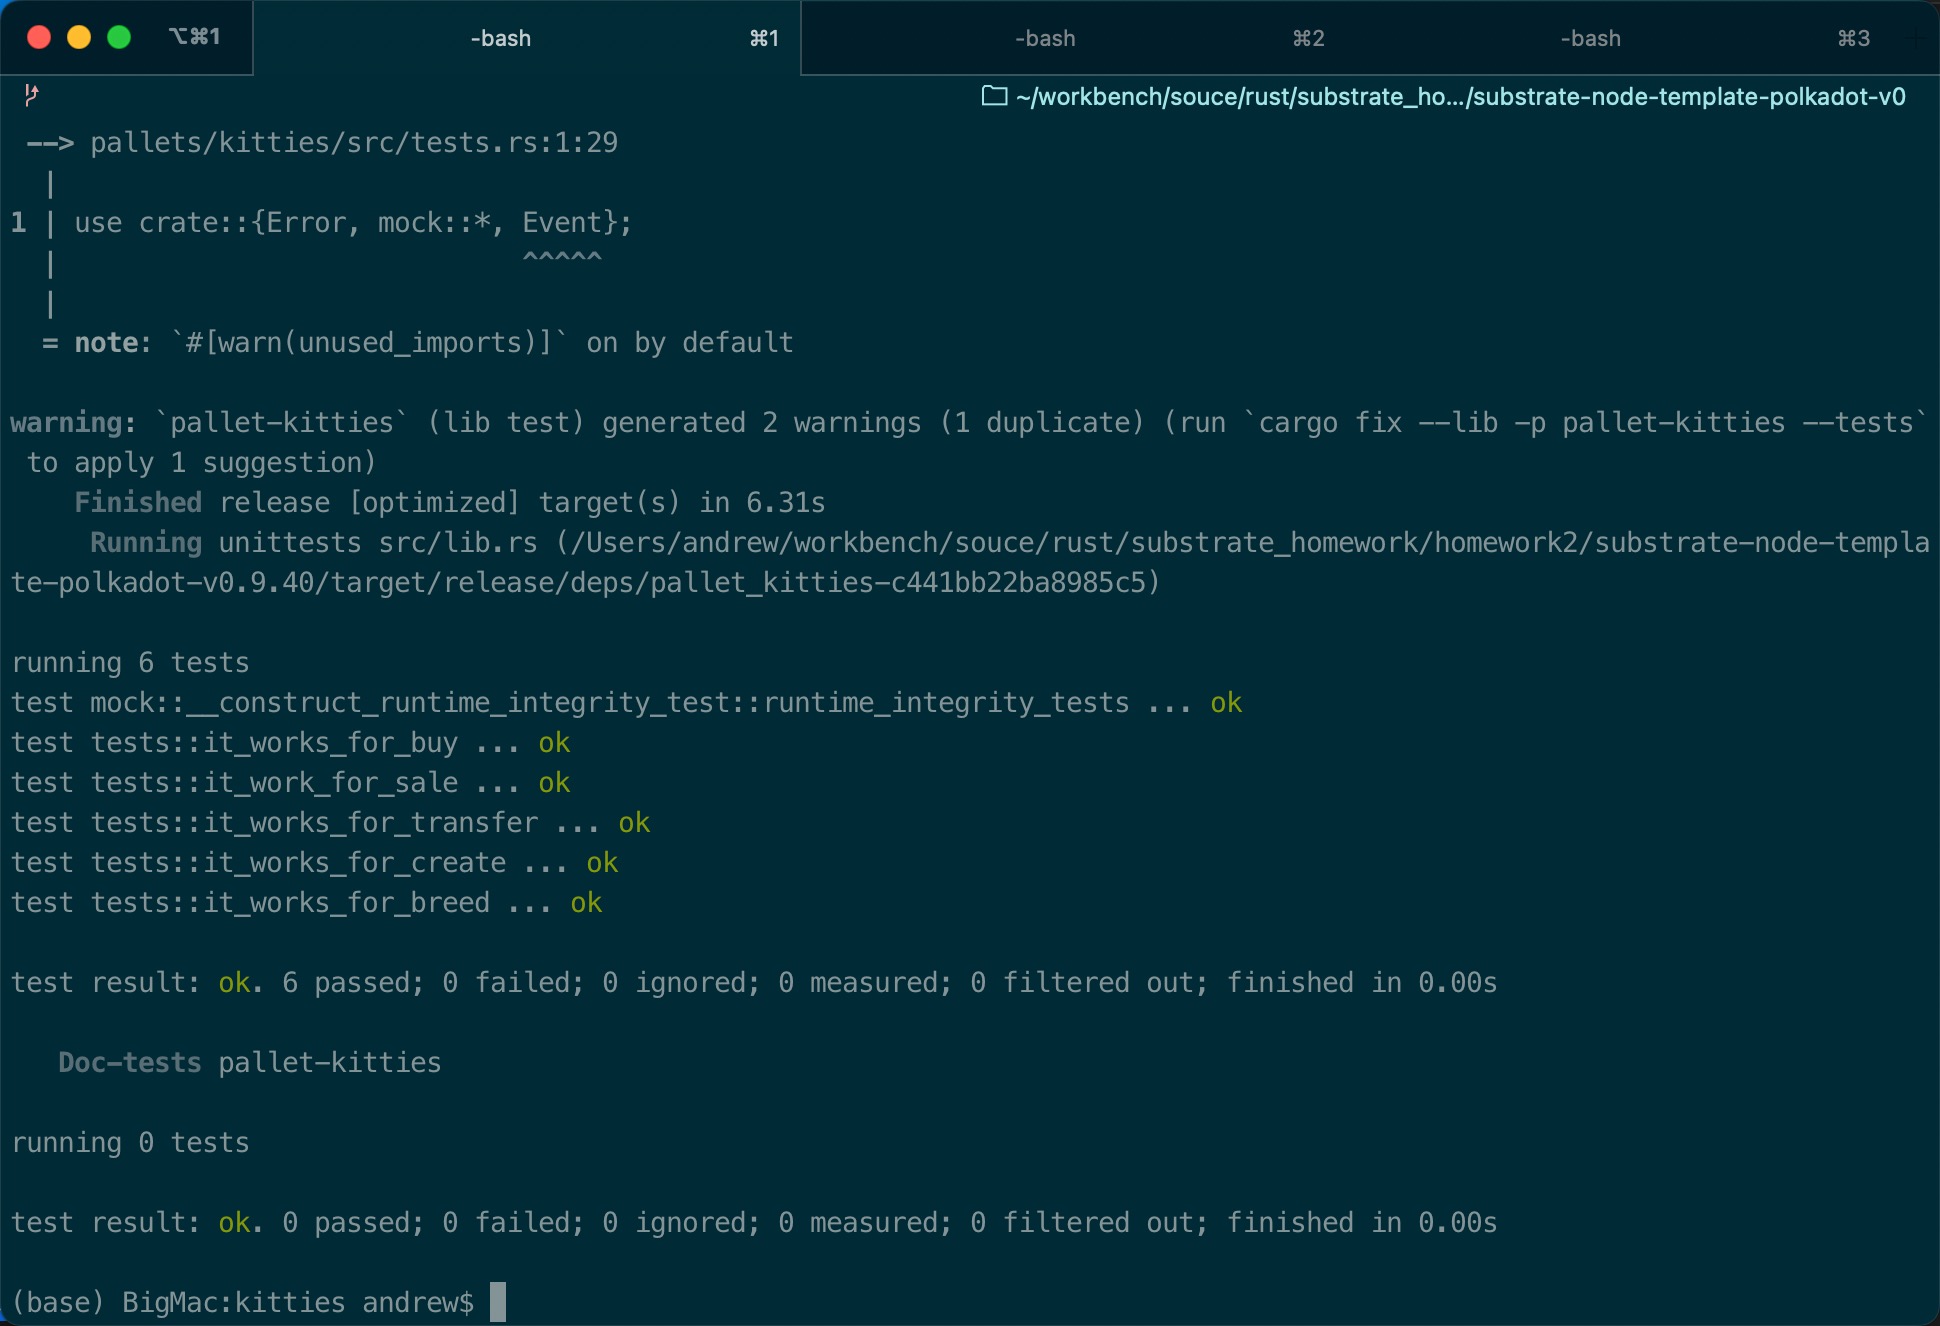 ⌥⌘1 -bash ⌘1 -bash ⌘2 -bash ⌘3
~/workbench/souce/rust/substrate_ho.../substrate-node-template-polkadot-v0
--> pallets/kitties/src/tests.rs:1:29
|
1 | use crate::{Error, mock::*, Event};
| ^^^^^
|
= note: `#[warn(unused_imports)]` on by default
warning: `pallet-kitties` (lib test) generated 2 warnings (1 duplicate) (run `cargo fix --lib -p pallet-kitties --tests`
to apply 1 suggestion)
Finished release [optimized] target(s) in 6.31s
Running unittests src/lib.rs (/Users/andrew/workbench/souce/rust/substrate_homework/homework2/substrate-node-templa
te-polkadot-v0.9.40/target/release/deps/pallet_kitties-c441bb22ba8985c5)
running 6 tests
test mock::__construct_runtime_integrity_test::runtime_integrity_tests ... ok
test tests::it_works_for_buy ... ok
test tests::it_work_for_sale ... ok
test tests::it_works_for_transfer ... ok
test tests::it_works_for_create ... ok
test tests::it_works_for_breed ... ok
test result: ok. 6 passed; 0 failed; 0 ignored; 0 measured; 0 filtered out; finished in 0.00s
Doc-tests pallet-kitties
running 0 tests
test result: ok. 0 passed; 0 failed; 0 ignored; 0 measured; 0 filtered out; finished in 0.00s
(base) BigMac:kitties andrew$